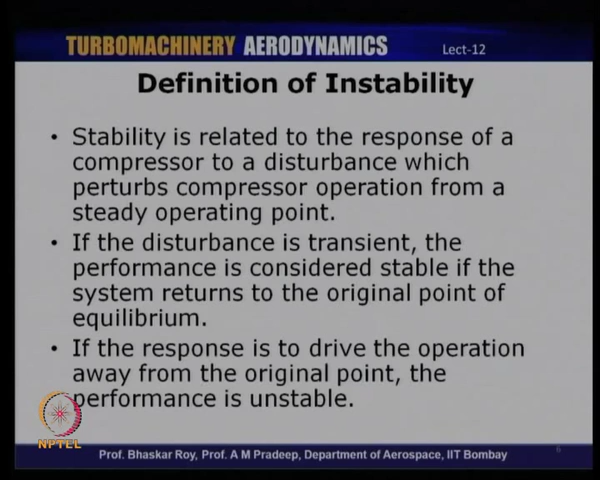 TURBOMACHINERY AERODYNAMICS
Lect-12
Definition of Instability
• Stability is related to the response of a
compressor to a disturbance which
perturbs compressor operation from a
steady operating point.
• If the disturbance is transient, the
performance is considered stable if the
system returns to the original point of
equilibrium.
• If the response is to drive the operation
away from the original point, the
performance is unstable.
NPTEL
Prof. Bhaskar Roy, Prof. A M Pradeep, Department of Aerospace, IIT Bombay
6